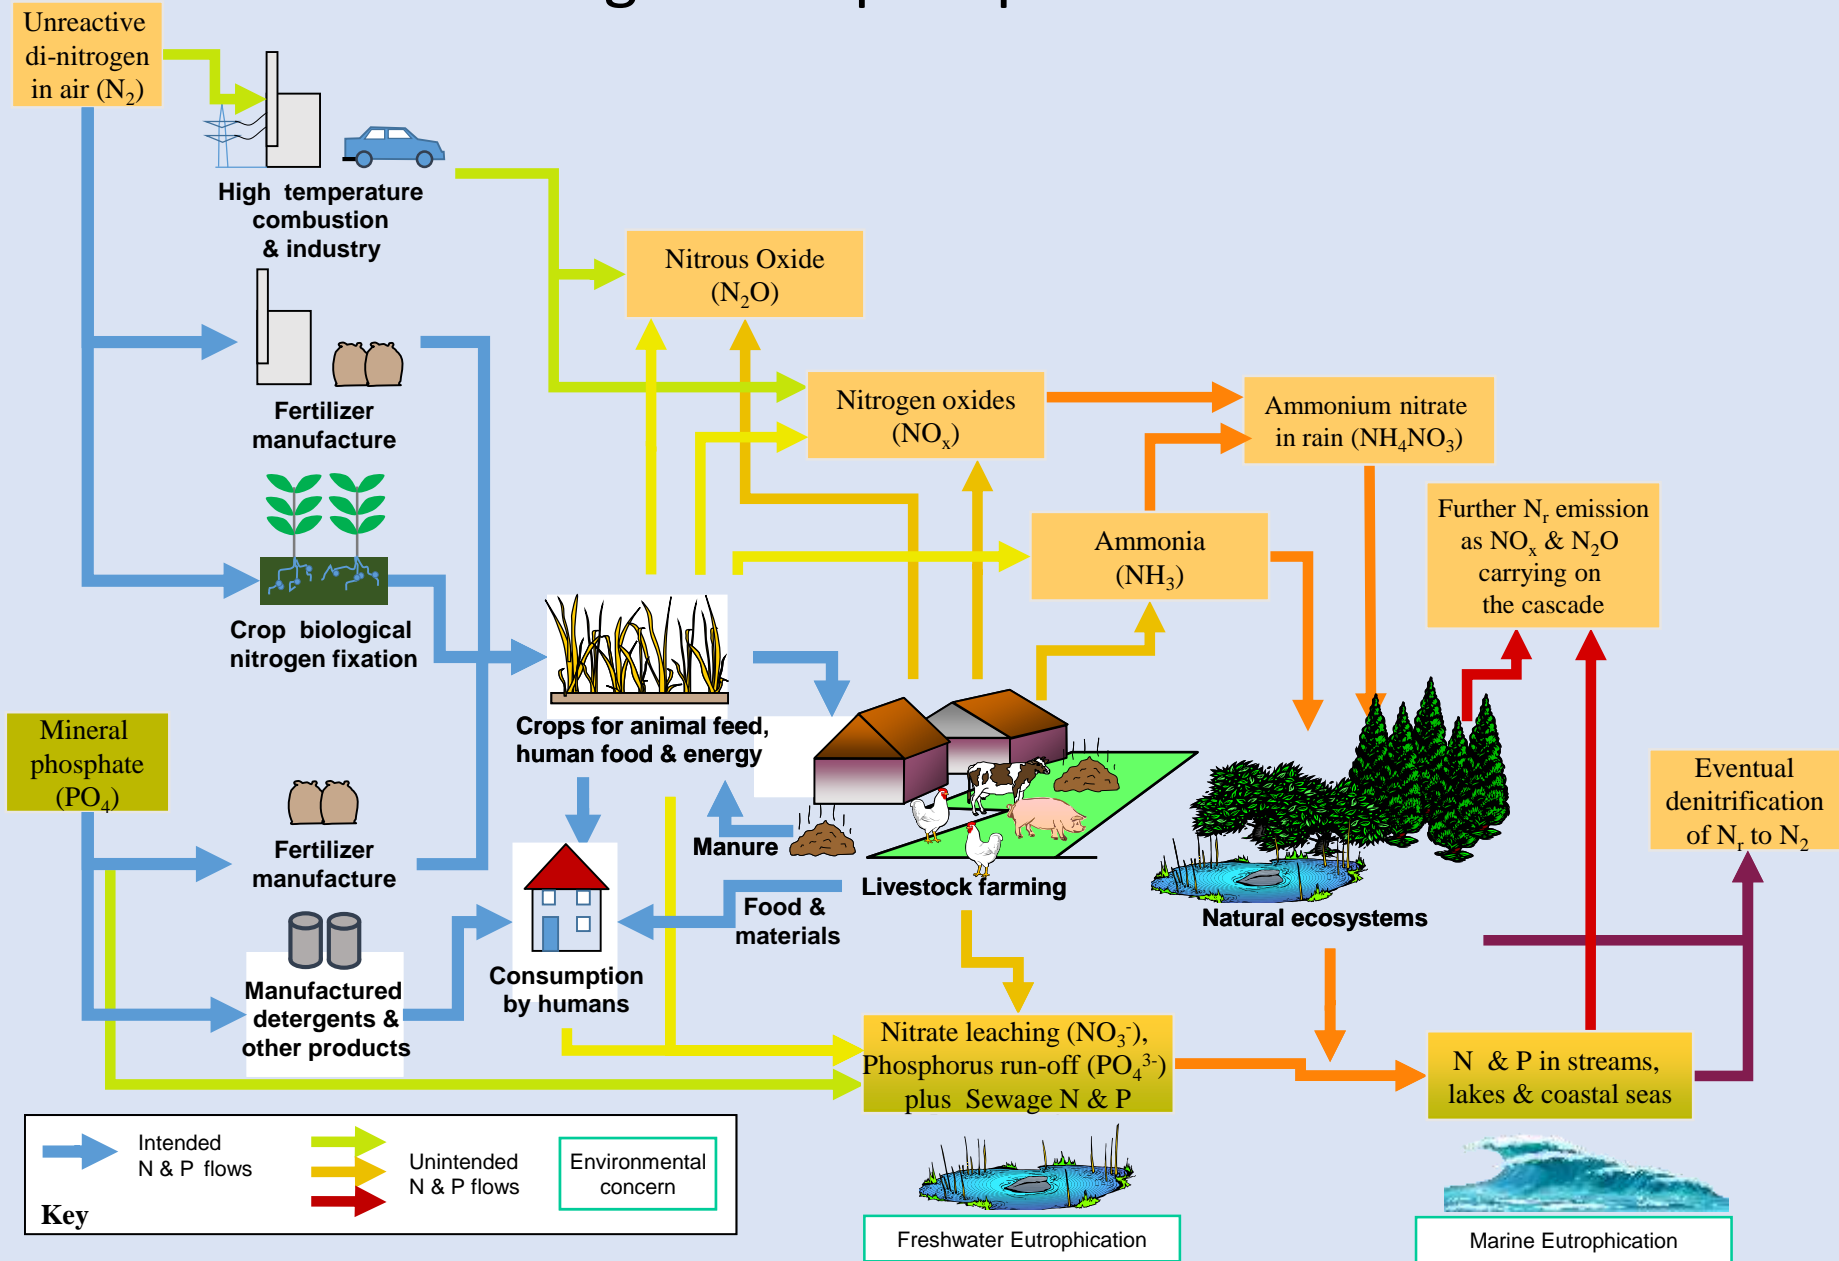 Unreactive
di-nitrogen
in air (N₂)
High temperature
combustion
& industry
Nitrous Oxide
(N₂O)
Fertilizer
manufacture
Nitrogen oxides
(NOₓ)
Ammonium nitrate
in rain (NH₄NO₃)
Further Nᵣ emission
as NOₓ & N₂O
carrying on
the cascade
Ammonia
(NH₃)
Crop biological
nitrogen fixation
Crops for animal feed,
human food & energy
Mineral
phosphate
(PO₄)
Eventual
denitrification
of Nᵣ to N₂
Fertilizer
manufacture
Manure
Livestock farming
Natural ecosystems
Food &
materials
Consumption
by humans
Manufactured
detergents &
other products
Nitrate leaching (NO₃⁻),
Phosphorus run-off (PO₄³⁻)
plus Sewage N & P
N & P in streams,
lakes & coastal seas
Intended
N & P flows
Unintended
N & P flows
Environmental
concern
Key
Freshwater Eutrophication
Marine Eutrophication